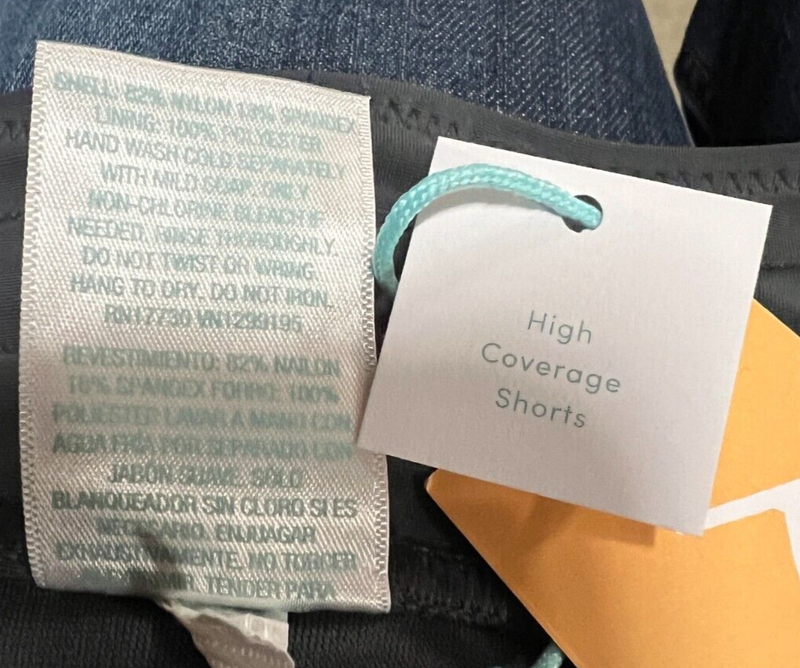 SHELL: 82% NYLON 18% SPANDEX
LINING: 100% POLYESTER
HAND WASH COLD SEPARATELY
WITH MILD SOAP ONLY.
NON-CHLORINE BLEACH IF
NEEDED. RINSE THOROUGHLY.
DO NOT TWIST OR WRING
HANG TO DRY. DO NOT IRON.
RN17730 VN1299195
REVESTIMIENTO: 82% NAILON
18% SPANDEX FORRO: 100%
POLIESTER LAVAR A MANO CON
AGUA FRIA POR SEPARADO CON
JABON SUAVE. SOLO
BLANQUEADOR SIN CLORO SI ES
NECESARIO. ENJUAGAR
EXHAUSTIVAMENTE. NO TORCER
TENDER PARA
High
Coverage
Shorts